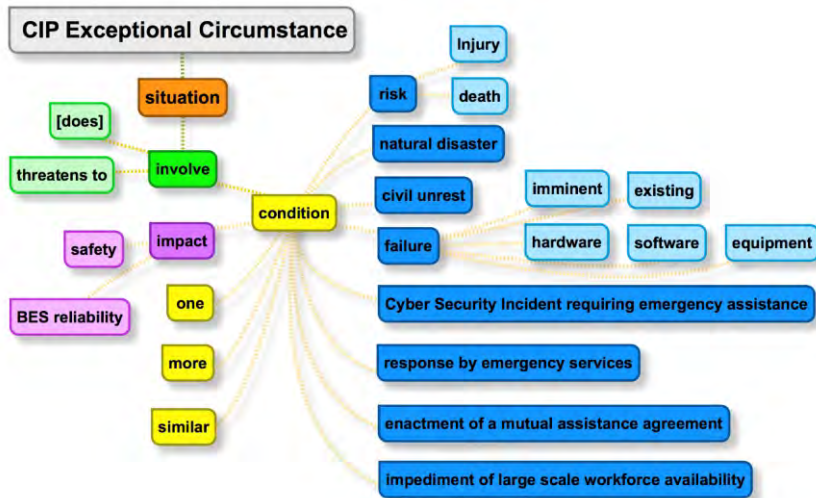 CIP Exceptional Circumstance
situation
[does]
threatens to
involve
condition
impact
safety
BES reliability
one
more
similar
risk
Injury
death
natural disaster
civil unrest
failure
imminent
existing
hardware
software
equipment
Cyber Security Incident requiring emergency assistance
response by emergency services
enactment of a mutual assistance agreement
impediment of large scale workforce availability